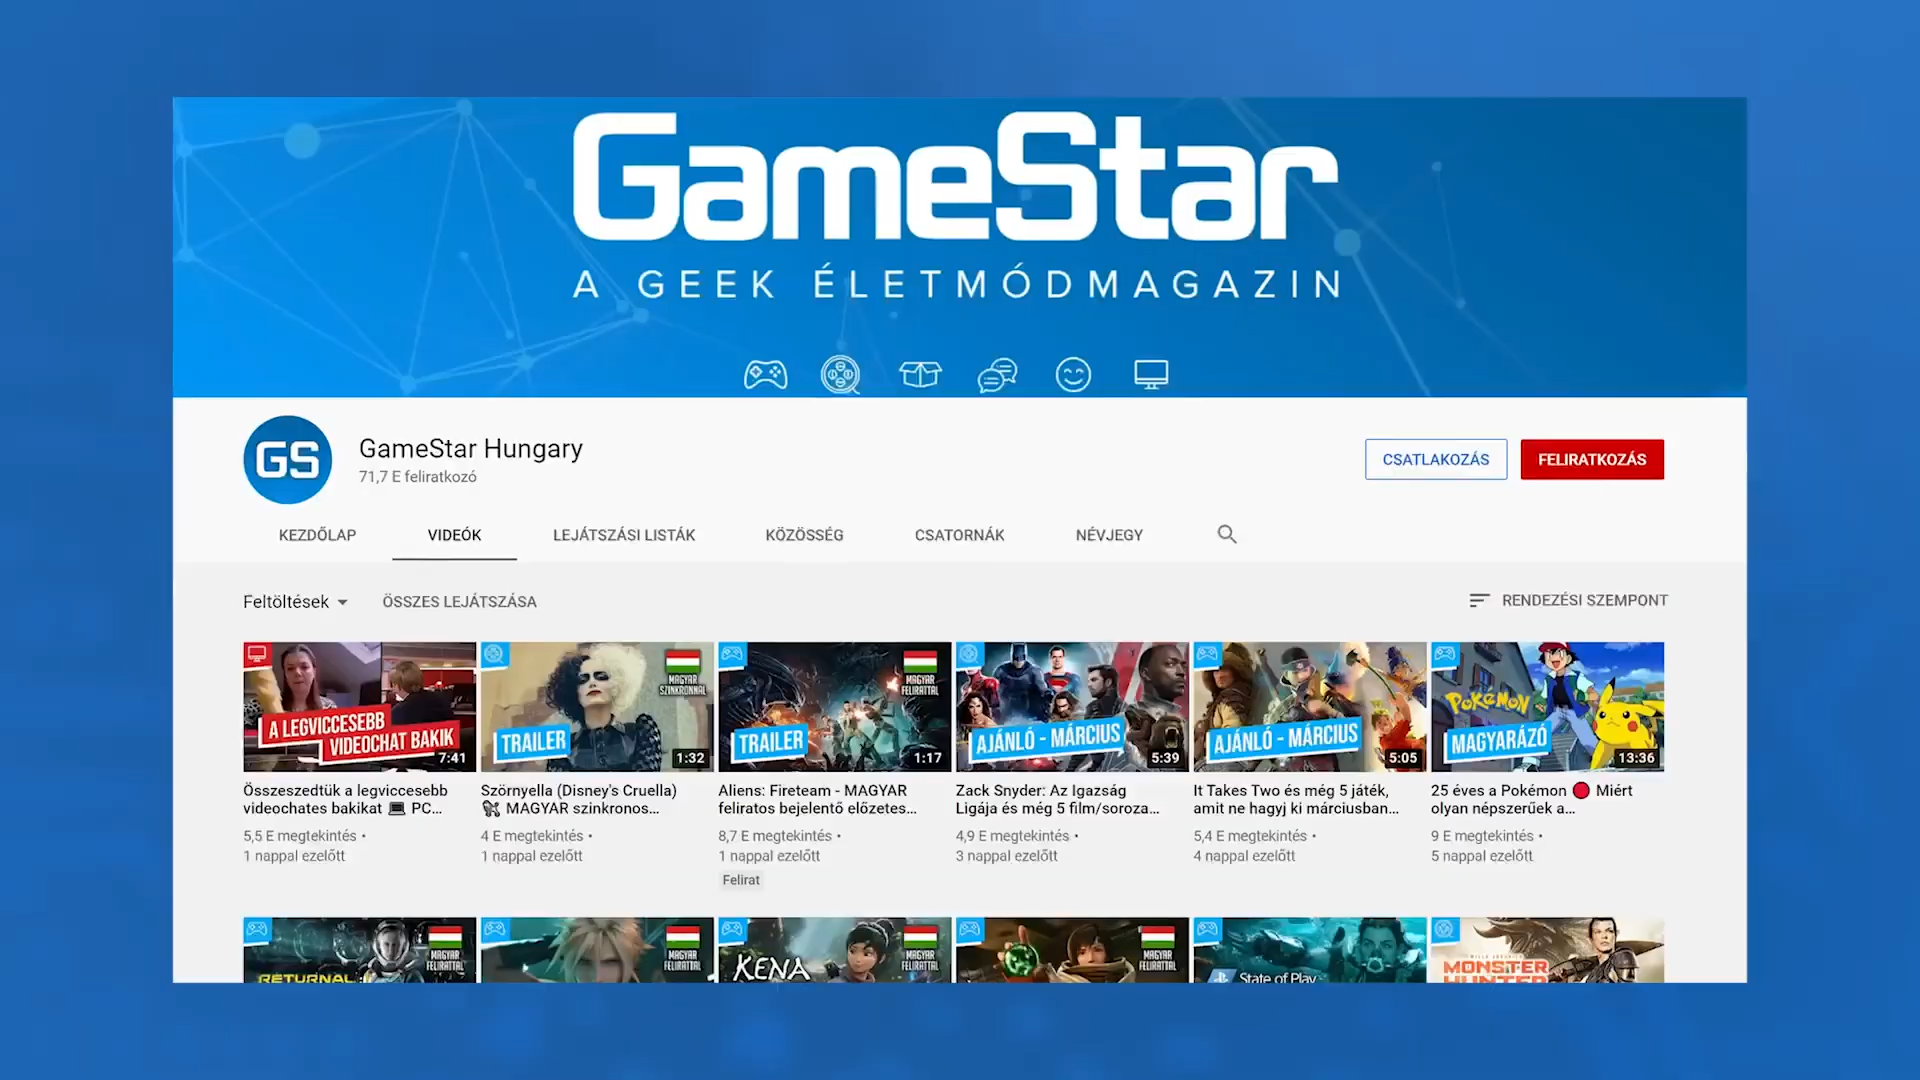 GameStar
A GEEK ÉLETMÓDMAGAZIN
GS
GameStar Hungary
71,7 E feliratkozó
CSATLAKOZÁS
FELIRATKOZÁS
KEZDŐLAP
VIDEÓK
LEJÁTSZÁSI LISTÁK
KÖZÖSSÉG
CSATORNÁK
NÉVJEGY
Feltöltések
ÖSSZES LEJÁTSZÁSA
RENDEZÉSI SZEMPONT
A LEGVICCESEBB
VIDEOCHAT BAKIK
7:41
Összeszedtük a legviccesebb
videochates bakikat 💻 PC...
5,5 E megtekintés •
1 nappal ezelőtt
MAGYAR
SZINKRONNAL
TRAILER
1:32
Szörnyella (Disney's Cruella)
MAGYAR szinkronos...
4 E megtekintés •
1 nappal ezelőtt
MAGYAR
FELIRATTAL
TRAILER
1:17
Aliens: Fireteam - MAGYAR
feliratos bejelentő előzetes...
8,7 E megtekintés •
1 nappal ezelőtt
Felirat
AJÁNLÓ - MÁRCIUS
5:39
Zack Snyder: Az Igazság
Ligája és még 5 film/soroza...
4,9 E megtekintés •
3 nappal ezelőtt
AJÁNLÓ - MÁRCIUS
5:05
It Takes Two és még 5 játék,
amit ne hagyj ki márciusban...
5,4 E megtekintés •
4 nappal ezelőtt
POKéMON
MAGYARÁZÓ
13:36
25 éves a Pokémon 🔴 Miért
olyan népszerűek a...
9 E megtekintés •
5 nappal ezelőtt
MAGYAR
FELIRATTAL
RETURNAL
MAGYAR
FELIRATTAL
MAGYAR
FELIRATTAL
KENA
MAGYAR
FELIRATTAL
State of Play
MONSTER
HUNTER